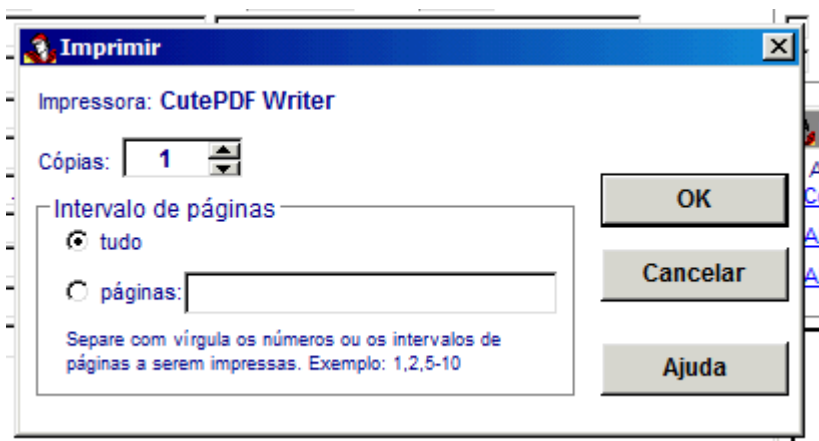 Imprimir
Impressora: CutePDF Writer
Cópias: 1
Intervalo de páginas
tudo
páginas:
Separe com vírgula os números ou os intervalos de
páginas a serem impressas. Exemplo: 1,2,5-10
OK
Cancelar
Ajuda